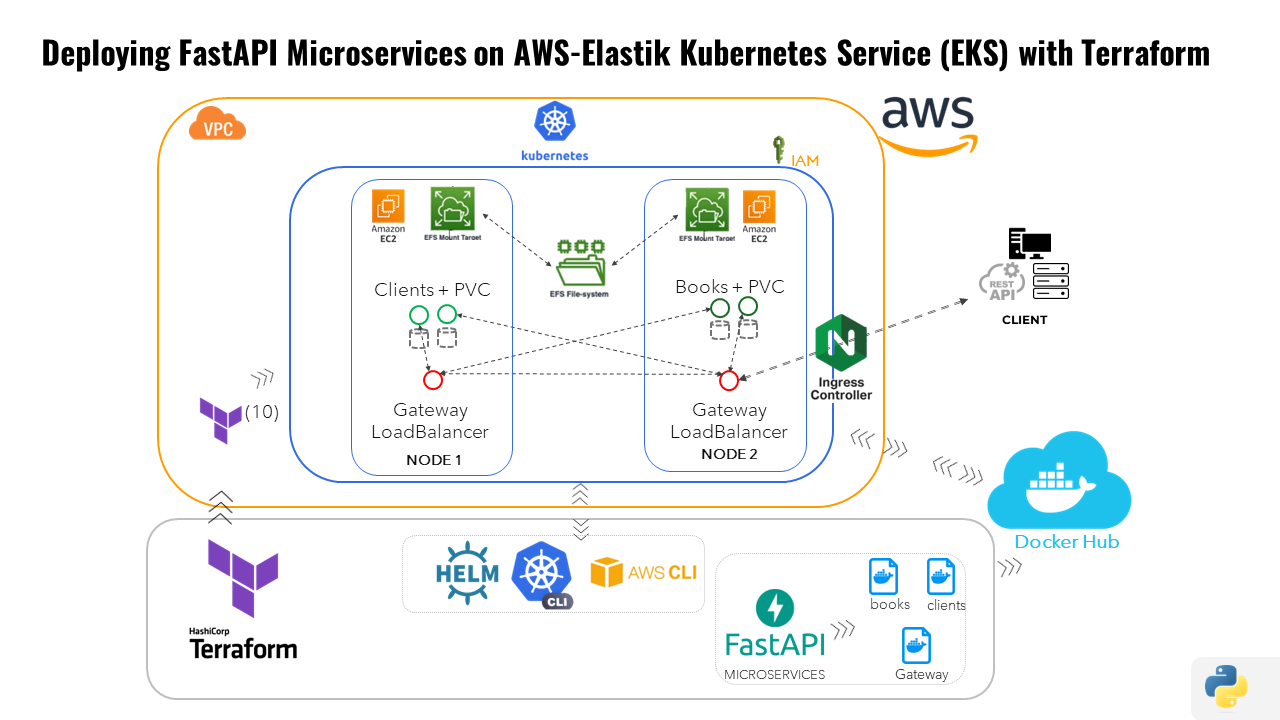 Deploying FastAPI Microservices on AWS-Elastik Kubernetes Service (EKS) with Terraform
VPC
kubernetes
IAM
aws
Amazon
EC2
EFS Mount Target
EFS File-system
EFS Mount Target
Amazon
EC2
REST
API
CLIENT
Clients + PVC
Books + PVC
Ingress
Controller
(10)
Gateway
LoadBalancer
NODE 1
Gateway
LoadBalancer
NODE 2
Docker Hub
HashiCorp
Terraform
HELM
CLI
AWS CLI
FastAPI
MICROSERVICES
books
clients
Gateway